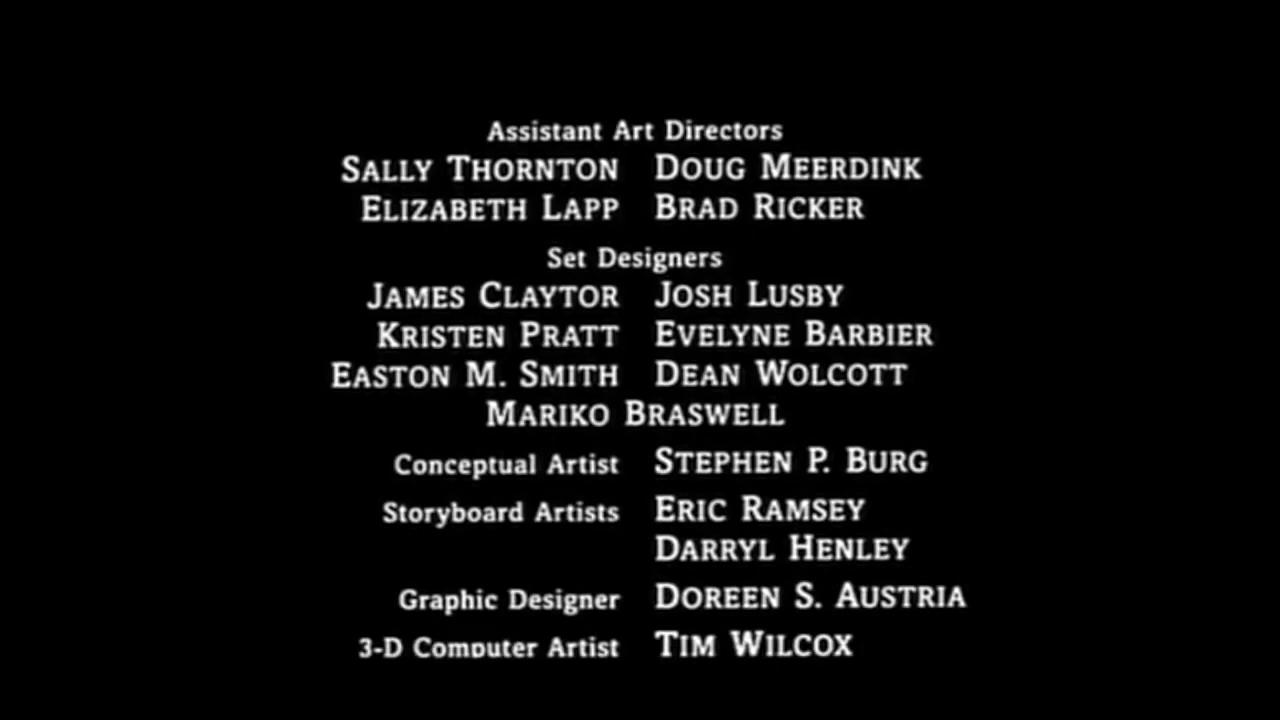 Assistant Art Directors
SALLY THORNTON DOUG MEERDINK
ELIZABETH LAPP BRAD RICKER
Set Designers
JAMES CLAYTOR JOSH LUSBY
KRISTEN PRATT EVELYNE BARBIER
EASTON M. SMITH DEAN WOLCOTT
MARIKO BRASWELL
Conceptual Artist STEPHEN P. BURG
Storyboard Artists ERIC RAMSEY
DARRYL HENLEY
Graphic Designer DOREEN S. AUSTRIA
3-D Computer Artist TIM WILCOX